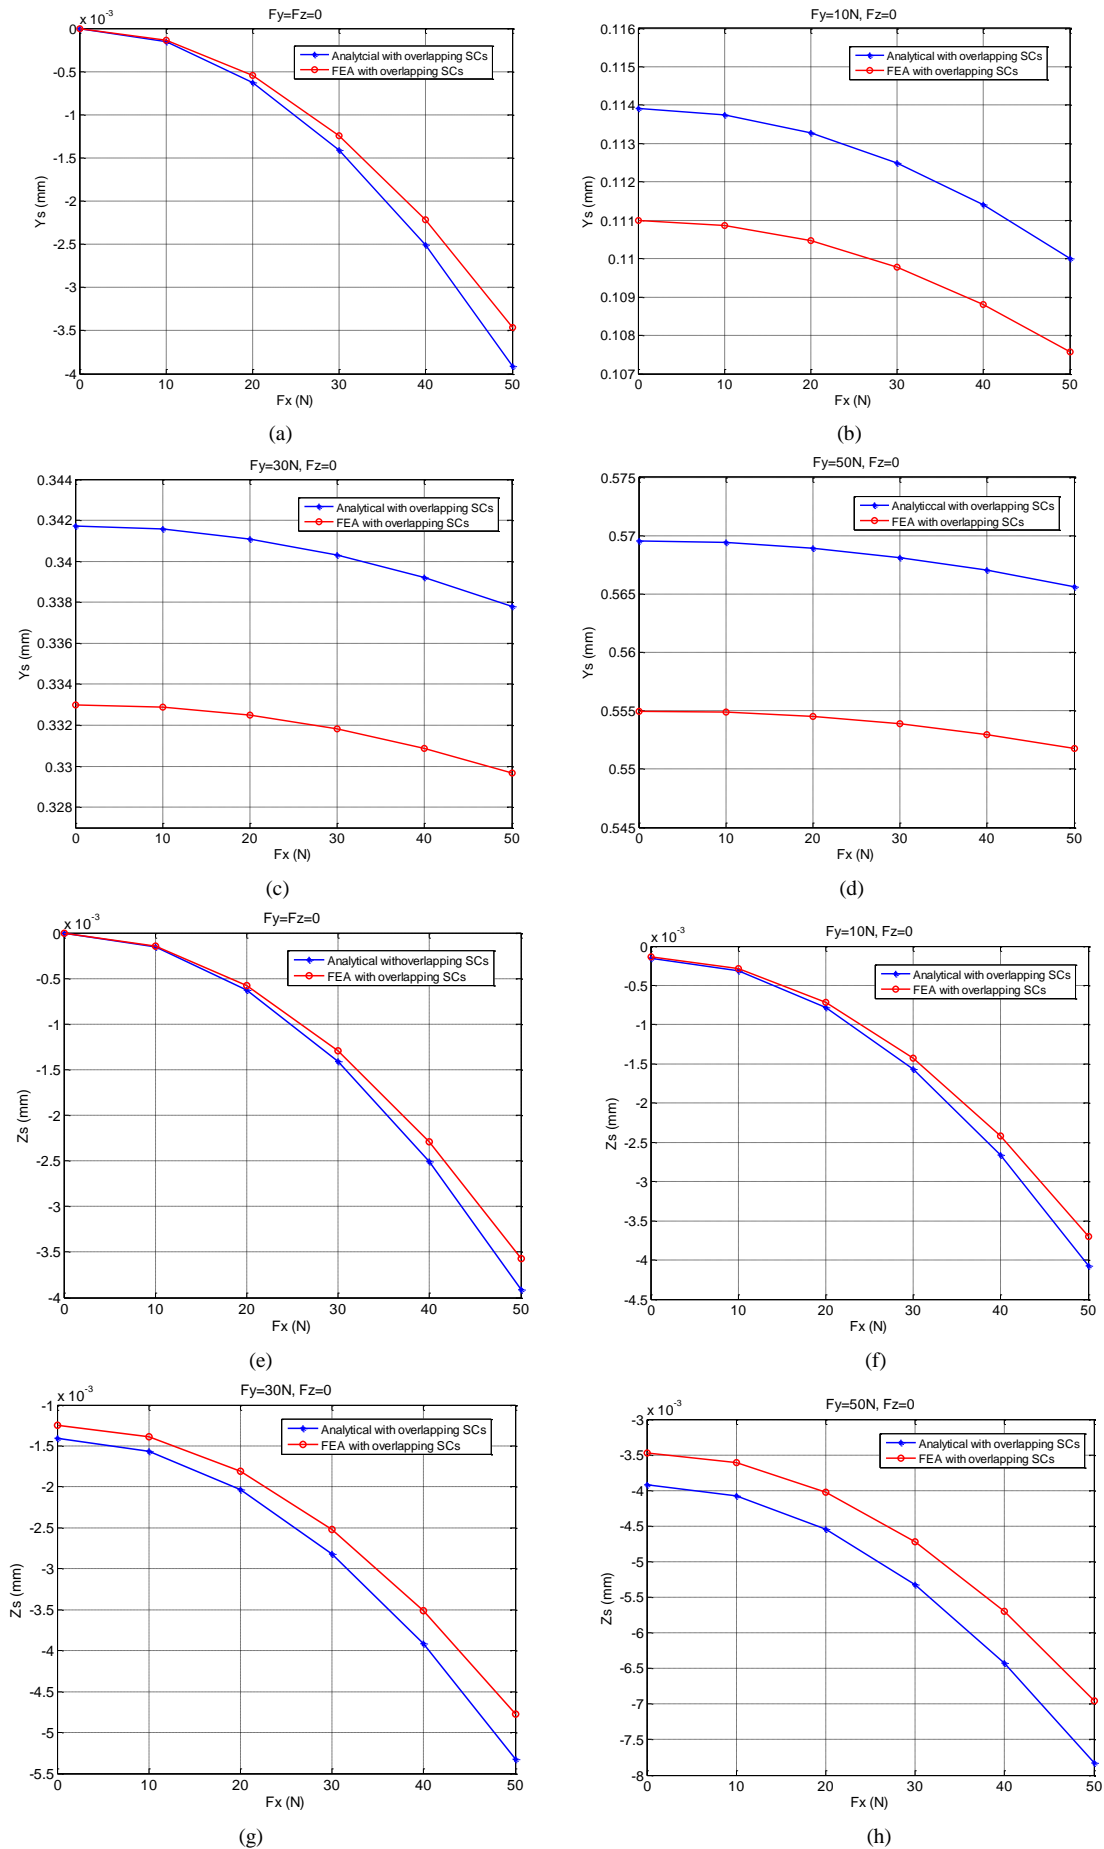 Fy=Fz=0
x 10-3
Analytcial with overlapping SCs
FEA with overlapping SCs
0
-0.5
-1
-1.5
-2
-2.5
-3
-3.5
-4
Ys (mm)
0 10 20 30 40 50
Fx (N)
(a)
Fy=10N, Fz=0
Analytical with overlapping SCs
FEA with overlapping SCs
0.116
0.115
0.114
0.113
0.112
0.111
0.11
0.109
0.108
0.107
Ys (mm)
0 10 20 30 40 50
Fx (N)
(b)
Fy=30N, Fz=0
Analytical with overlapping SCs
FEA with overlapping SCs
0.344
0.342
0.34
0.338
0.336
0.334
0.332
0.33
0.328
Ys (mm)
0 10 20 30 40 50
Fx (N)
(c)
Fy=50N, Fz=0
Analyticcal with overlapping SCs
FEA with overlapping SCs
0.575
0.57
0.565
0.56
0.555
0.55
0.545
Ys (mm)
0 10 20 30 40 50
Fx (N)
(d)
Fy=Fz=0
x 10-3
Analytical withoverlapping SCs
FEA with overlapping SCs
0
-0.5
-1
-1.5
-2
-2.5
-3
-3.5
-4
Zs (mm)
0 10 20 30 40 50
Fx (N)
(e)
Fy=10N, Fz=0
x 10-3
Analytical with overlapping SCs
FEA with overlapping SCs
0
-0.5
-1
-1.5
-2
-2.5
-3
-3.5
-4
-4.5
Zs (mm)
0 10 20 30 40 50
Fx (N)
(f)
Fy=30N, Fz=0
x 10-3
Analytical with overlapping SCs
FEA with overlapping SCs
-1
-1.5
-2
-2.5
-3
-3.5
-4
-4.5
-5
-5.5
Zs (mm)
0 10 20 30 40 50
Fx (N)
(g)
Fy=50N, Fz=0
x 10-3
Analytical with overlapping SCs
FEA with overlapping SCs
-3
-3.5
-4
-4.5
-5
-5.5
-6
-6.5
-7
-7.5
-8
Zs (mm)
0 10 20 30 40 50
Fx (N)
(h)